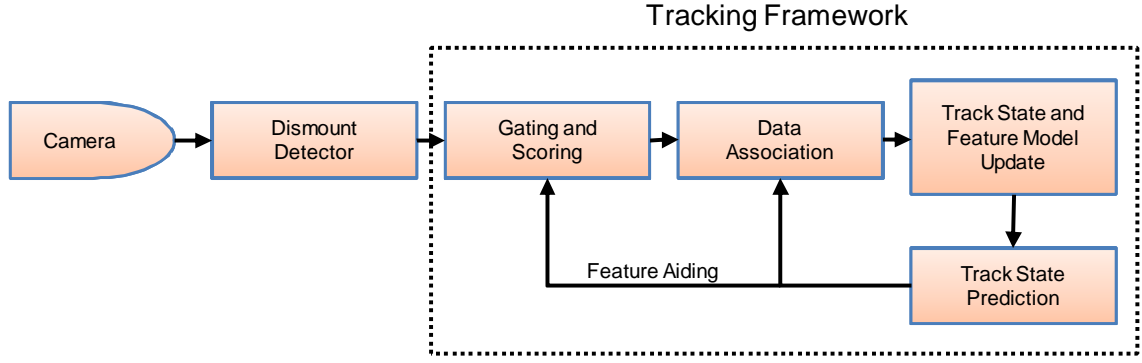 Tracking Framework
Camera
Dismount
Detector
Gating and
Scoring
Data
Association
Track State and
Feature Model
Update
Feature Aiding
Track State
Prediction